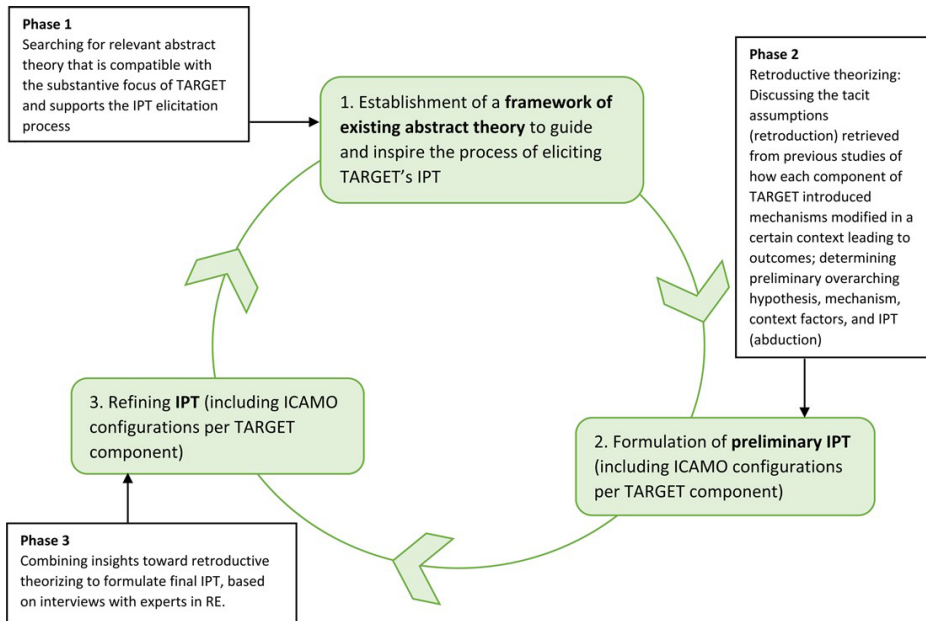 Phase 1
Searching for relevant abstract
theory that is compatible with
the substantive focus of TARGET
and supports the IPT elicitation
process
1. Establishment of a framework of
existing abstract theory to guide
and inspire the process of eliciting
TARGET's IPT
Phase 2
Retroductive theorizing:
Discussing the tacit
assumptions
(retroduction) retrieved
from previous studies of
how each component of
TARGET introduced
mechanisms modified in a
certain context leading to
outcomes; determining
preliminary overarching
hypothesis, mechanism,
context factors, and IPT
(abduction)
2. Formulation of preliminary IPT
(including ICAMO configurations
per TARGET component)
3. Refining IPT (including ICAMO
configurations per TARGET
component)
Phase 3
Combining insights toward retroductive
theorizing to formulate final IPT, based
on interviews with experts in RE.